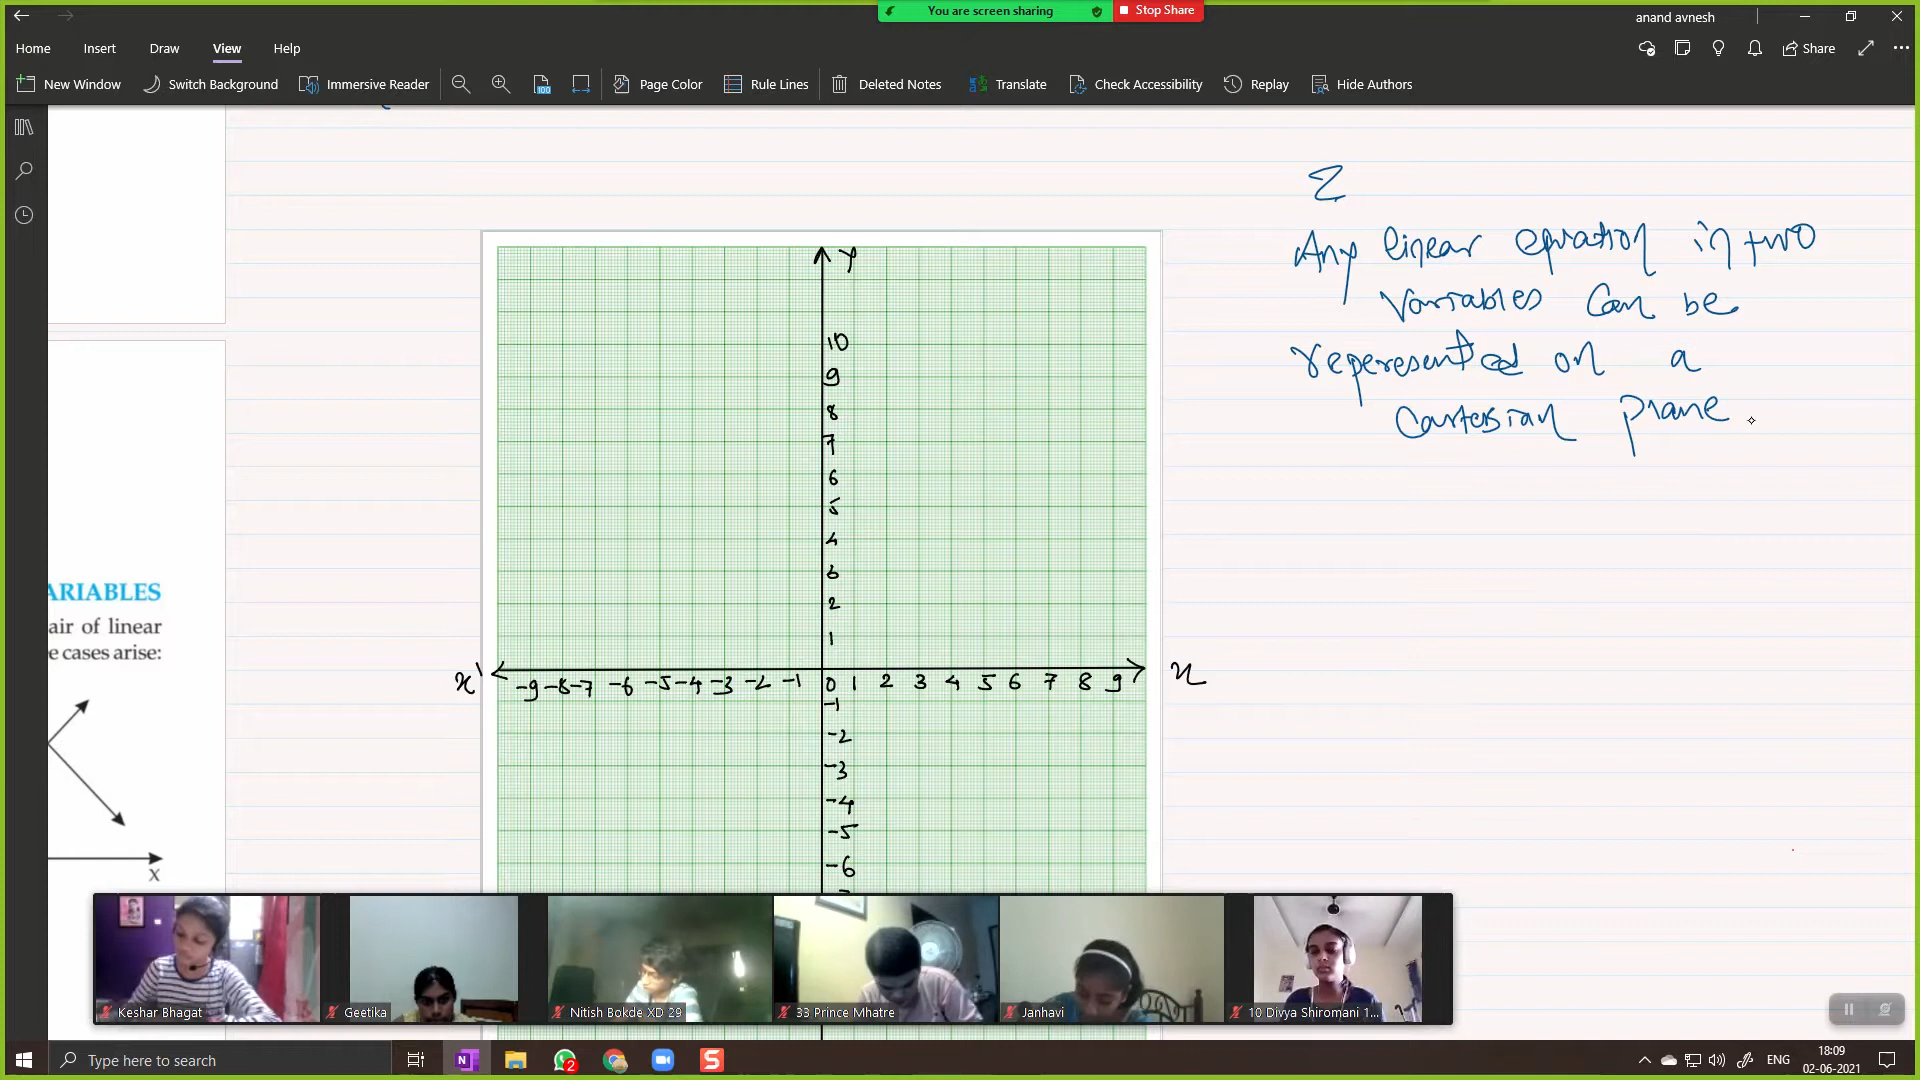 You are screen sharing
Stop Share
anand avnesh
Home Insert Draw View Help
Share
New Window Switch Background Immersive Reader Page Color Rule Lines Deleted Notes Translate Check Accessibility Replay Hide Authors
100
Σ
Any linear equation in two
variables can be
reperesented on a
Cartesian plane
Y
10
9
8
7
6
5
4
3
2
1
x' -9 -8 -7 -6 -5 -4 -3 -2 -1 0 1 2 3 4 5 6 7 8 9 x
-1
-2
-3
-4
-5
-6
ARIABLES
air of linear
e cases arise:
X
Keshar Bhagat
Geetika
Nitish Bokde XD 29
33 Prince Mhatre
Janhavi
10 Divya Shiromani 1...
Type here to search
N
2
S
ENG
18:09
02-06-2021